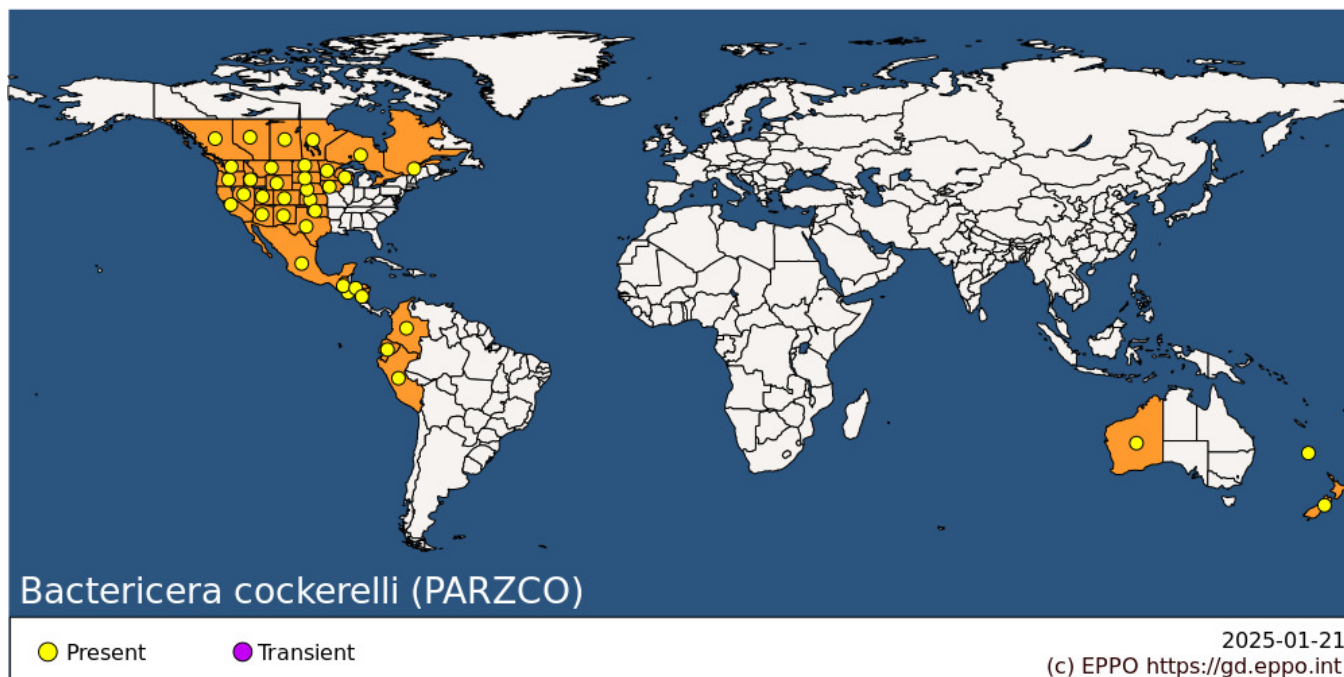 Bactericera cockerelli (PARZCO)
Present
Transient
2025-01-21
(c) EPPO https://gd.eppo.int